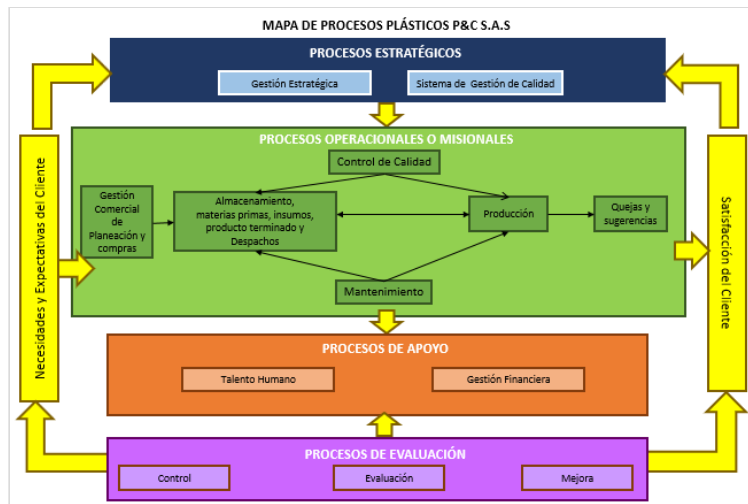 MAPA DE PROCESOS PLÁSTICOS P&C S.A.S
PROCESOS ESTRATÉGICOS
Gestión Estratégica
Sistema de Gestión de Calidad
Necesidades y Expectativas del Cliente
PROCESOS OPERACIONALES O MISIONALES
Control de Calidad
Gestión
Comercial
de
Planeación y
compras
Almacenamiento,
materias primas, insumos,
producto terminado y
Despachos
Producción
Quejas y
sugerencias
Mantenimiento
Satisfacción del Cliente
PROCESOS DE APOYO
Talento Humano
Gestión Financiera
PROCESOS DE EVALUACIÓN
Control
Evaluación
Mejora